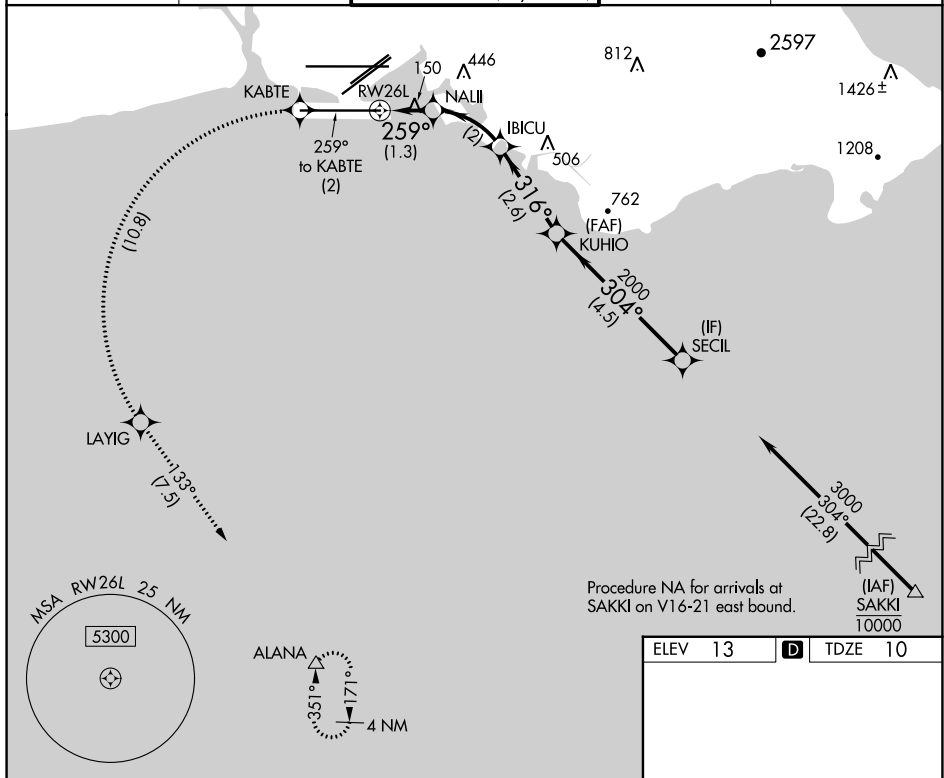 2597
812
446
150
1426±
KABTE
RW26L
NALII
259°
(1.3)
259°
to KABTE
(2)
(2)
IBICU
506
1208
316°
(2.6)
762
(FAF)
KUHIO
(10.8)
2000
304°
(4.5)
(IF)
SECIL
LAYIG
133°
(7.5)
3000
304°
(22.8)
(IAF)
SAKKI
10000
Procedure NA for arrivals at
SAKKI on V16-21 east bound.
MSA RW26L 25 NM
5300
ALANA
351°
171°
4 NM
ELEV 13 D TDZE 10